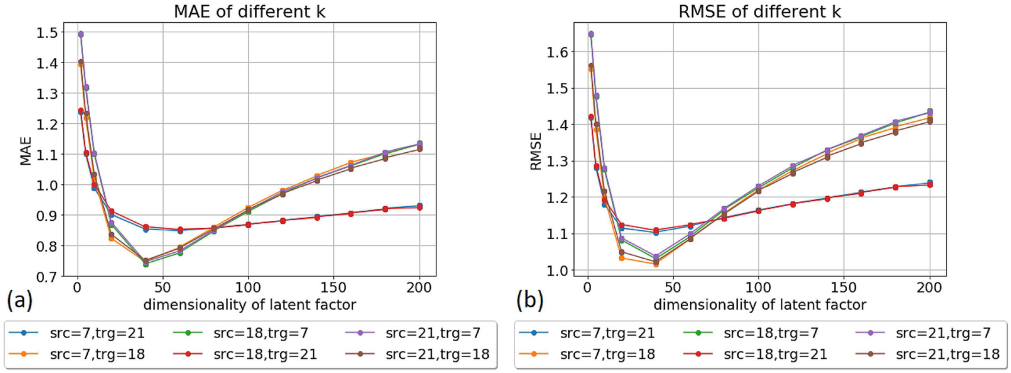 MAE of different k
1.5
1.4
1.3
1.2
1.1
1.0
0.9
0.8
0.7
MAE
0 50 100 150 200
dimensionality of latent factor
(a)
src=7,trg=21 src=18,trg=7 src=21,trg=7
src=7,trg=18 src=18,trg=21 src=21,trg=18
RMSE of different k
1.6
1.5
1.4
1.3
1.2
1.1
1.0
RMSE
0 50 100 150 200
dimensionality of latent factor
(b)
src=7,trg=21 src=18,trg=7 src=21,trg=7
src=7,trg=18 src=18,trg=21 src=21,trg=18